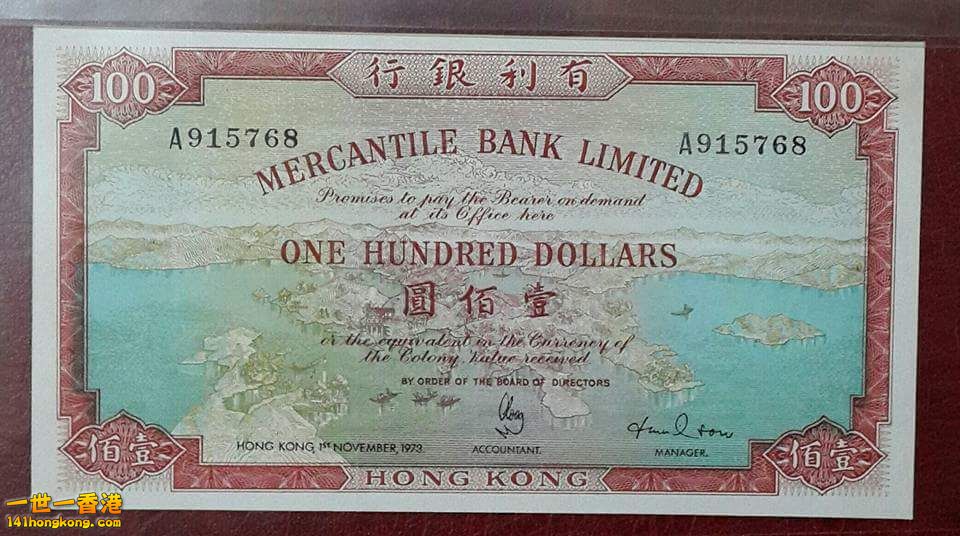 行銀利有
100 100
A915768 A915768
MERCANTILE BANK LIMITED
Promises to pay the Bearer on demand
at its Office here
ONE HUNDRED DOLLARS
圓佰壹
or the equivalent in the Currency of
the Colony, Value received
BY ORDER OF THE BOARD OF DIRECTORS
HONG KONG, 1ST NOVEMBER, 1973. ACCOUNTANT. MANAGER.
佰壹 佰壹
HONG KONG
一世一香港
141hongkong.com